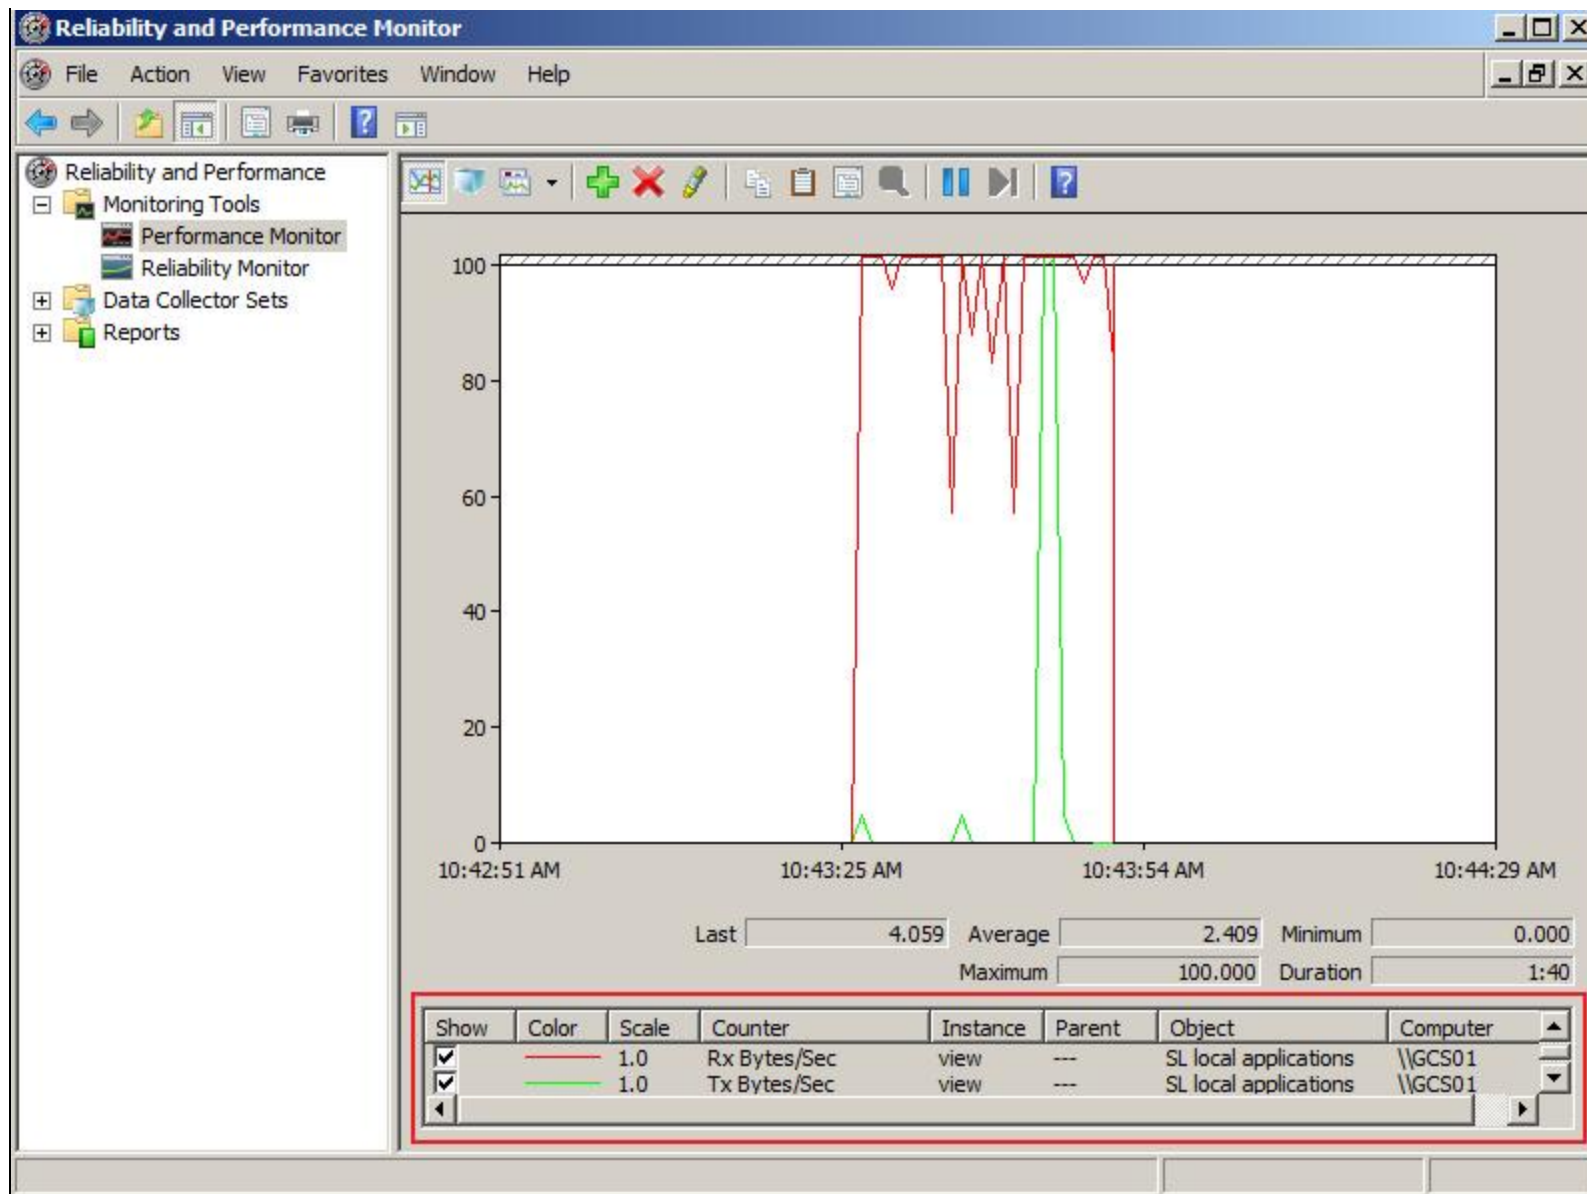 Reliability and Performance Monitor
File Action View Favorites Window Help
Reliability and Performance
Monitoring Tools
Performance Monitor
Reliability Monitor
Data Collector Sets
Reports
100
80
60
40
20
0
10:42:51 AM 10:43:25 AM 10:43:54 AM 10:44:29 AM
Last 4.059 Average 2.409 Minimum 0.000
Maximum 100.000 Duration 1:40
Show Color Scale Counter Instance Parent Object Computer
1.0 Rx Bytes/Sec view --- SL local applications \\GCS01
1.0 Tx Bytes/Sec view --- SL local applications \\GCS01